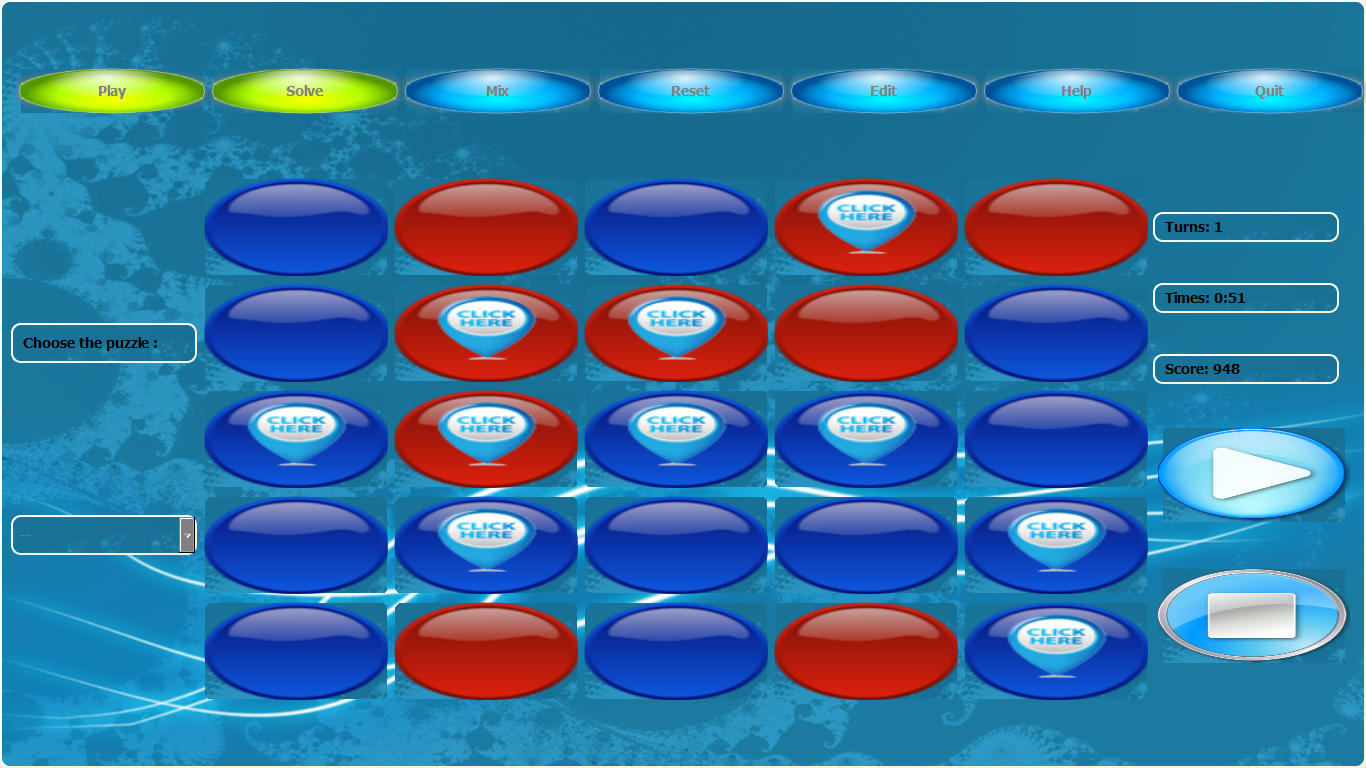 Play
Solve
Mix
Reset
Edit
Help
Quit
CLICK
HERE
Turns: 1
CLICK
HERE
CLICK
HERE
Times: 0:51
Choose the puzzle :
Score: 948
CLICK
HERE
CLICK
HERE
CLICK
HERE
CLICK
HERE
CLICK
HERE
CLICK
HERE
CLICK
HERE